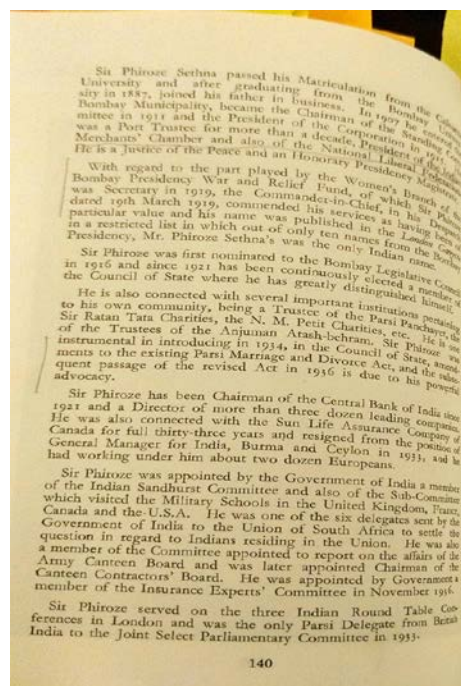 Sir Phiroze Sethna passed his Matriculation from the
University and after graduating from the Bombay Univer-
sity in 1887, joined his father in business. In 1907 he entered
Bombay Municipality, became the Chairman of the Standing Com-
mittee in 1911 and the President of the Corporation in 1915.
was a Port Trustee for more than a decade, President of
Merchants' Chamber and also of the National Liberal Federation
He is a Justice of the Peace and an Honorary Presidency Magistrate.
With regard to the part played by the Women's Branch of the
Bombay Presidency War and Relief Fund, of which Sir Phiroze
was Secretary in 1919, the Commander-in-Chief, in his Despatch
dated 19th March 1919, commended his services as having been of
particular value and his name was published in the London Gazette
in a restricted list in which out of only ten names from the Bombay
Presidency, Mr. Phiroze Sethna's was the only Indian name.
Sir Phiroze was first nominated to the Bombay Legislative Council
in 1916 and since 1921 has been continuously elected a member of
the Council of State where he has greatly distinguished himself.
He is also connected with several important institutions pertaining
to his own community, being a Trustee of the Parsi Panchayet, the
Sir Ratan Tata Charities, the N. M. Petit Charities, etc. He is one
of the Trustees of the Anjuman Atash-behram. Sir Phiroze was
instrumental in introducing in 1934, in the Council of State, amend-
ments to the existing Parsi Marriage and Divorce Act, and the subse-
quent passage of the revised Act in 1936 is due to his powerful
advocacy.
Sir Phiroze has been Chairman of the Central Bank of India since
1921 and a Director of more than three dozen leading companies.
He was also connected with the Sun Life Assurance Company of
Canada for full thirty-three years and resigned from the position of
General Manager for India, Burma and Ceylon in 1933, and he
had working under him about two dozen Europeans.
Sir Phiroze was appointed by the Government of India a member
of the Indian Sandhurst Committee and also of the Sub-Committee
which visited the Military Schools in the United Kingdom, France,
Canada and the U.S.A. He was one of the six delegates sent by the
Government of India to the Union of South Africa to settle the
question in regard to Indians residing in the Union. He was also
a member of the Committee appointed to report on the affairs of the
Army Canteen Board and was later appointed Chairman of the
Canteen Contractors' Board. He was appointed by Government a
member of the Insurance Experts' Committee in November 1936.
Sir Phiroze served on the three Indian Round Table Con-
ferences in London and was the only Parsi Delegate from British
India to the Joint Select Parliamentary Committee in 1933.
140